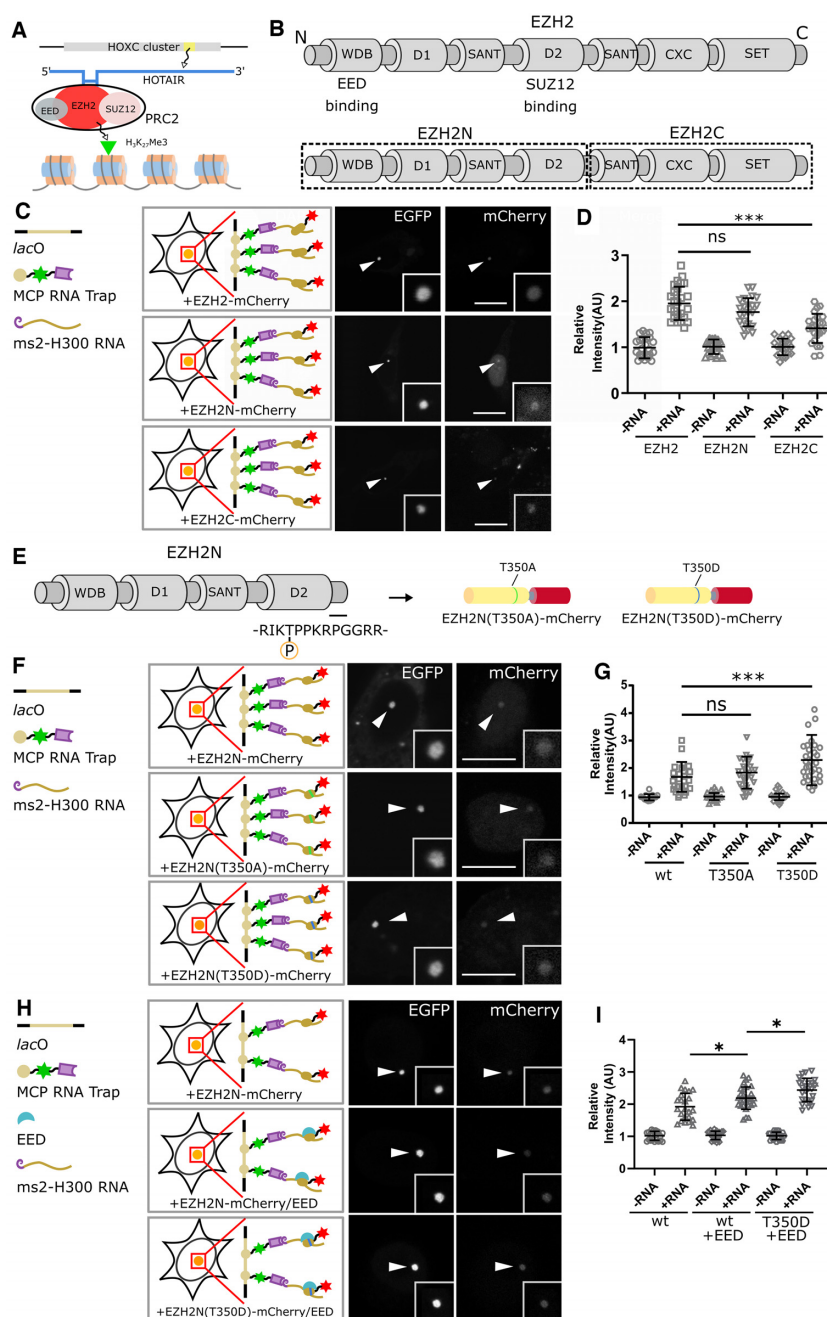 A
HOXC cluster
5' 3'
HOTAIR
EED EZH2 SUZ12
PRC2
H3K27Me3
B
EZH2
N C
WDB D1 SANT D2 SANT CXC SET
EED binding
SUZ12 binding
EZH2N EZH2C
WDB D1 SANT D2 SANT CXC SET
C
lacO
MCP RNA Trap
ms2-H300 RNA
EGFP mCherry
+EZH2-mCherry
+EZH2N-mCherry
+EZH2C-mCherry
D
***
ns
Relative Intensity(AU)
3
2
1
0
-RNA +RNA -RNA +RNA -RNA +RNA
EZH2 EZH2N EZH2C
E
EZH2N
WDB D1 SANT D2
-RIKTPPKRPGGRR-
P
T350A
EZH2N(T350A)-mCherry
T350D
EZH2N(T350D)-mCherry
F
lacO
MCP RNA Trap
ms2-H300 RNA
EGFP mCherry
+EZH2N-mCherry
+EZH2N(T350A)-mCherry
+EZH2N(T350D)-mCherry
G
***
ns
Relative Intensity(AU)
5
4
3
2
1
0
-RNA +RNA -RNA +RNA -RNA +RNA
wt T350A T350D
H
lacO
MCP RNA Trap
EED
ms2-H300 RNA
EGFP mCherry
+EZH2N-mCherry
+EZH2N-mCherry/EED
+EZH2N(T350D)-mCherry/EED
I
* *
Relative Intensity (AU)
4
3
2
1
0
-RNA +RNA -RNA +RNA -RNA +RNA
wt wt +EED T350D +EED